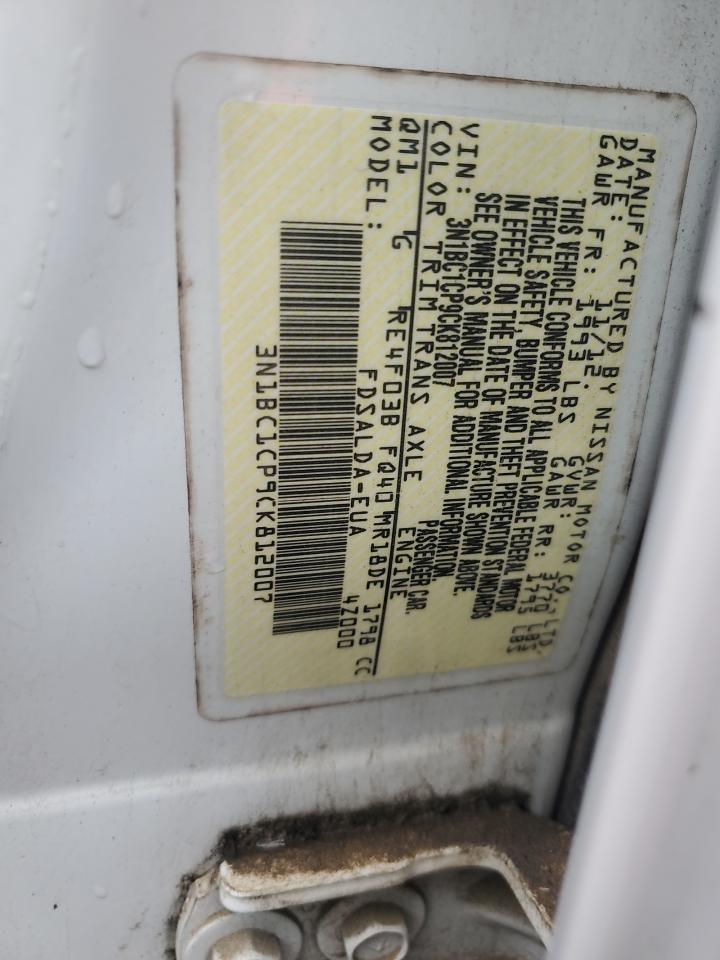 MANUFACTURED BY NISSAN MOTOR CO., LTD.
DATE: 11/12. GVWR: 3770 LBS
GAWR FR: 1993 LBS GAWR RR: 1795 LBS
THIS VEHICLE CONFORMS TO ALL APPLICABLE FEDERAL MOTOR
VEHICLE SAFETY, BUMPER AND THEFT PREVENTION STANDARDS
IN EFFECT ON THE DATE OF MANUFACTURE SHOWN ABOVE.
SEE OWNER'S MANUAL FOR ADDITIONAL INFORMATION.
VIN: 3N1BC1CP9CK812007 PASSENGER CAR.
COLOR TRIM TRANS AXLE ENGINE
QM1 G RE4F03B FQ40 MR18DE 1798 CC
MODEL: FDSALDA-EUA 4Z000
3N1BC1CP9CK812007